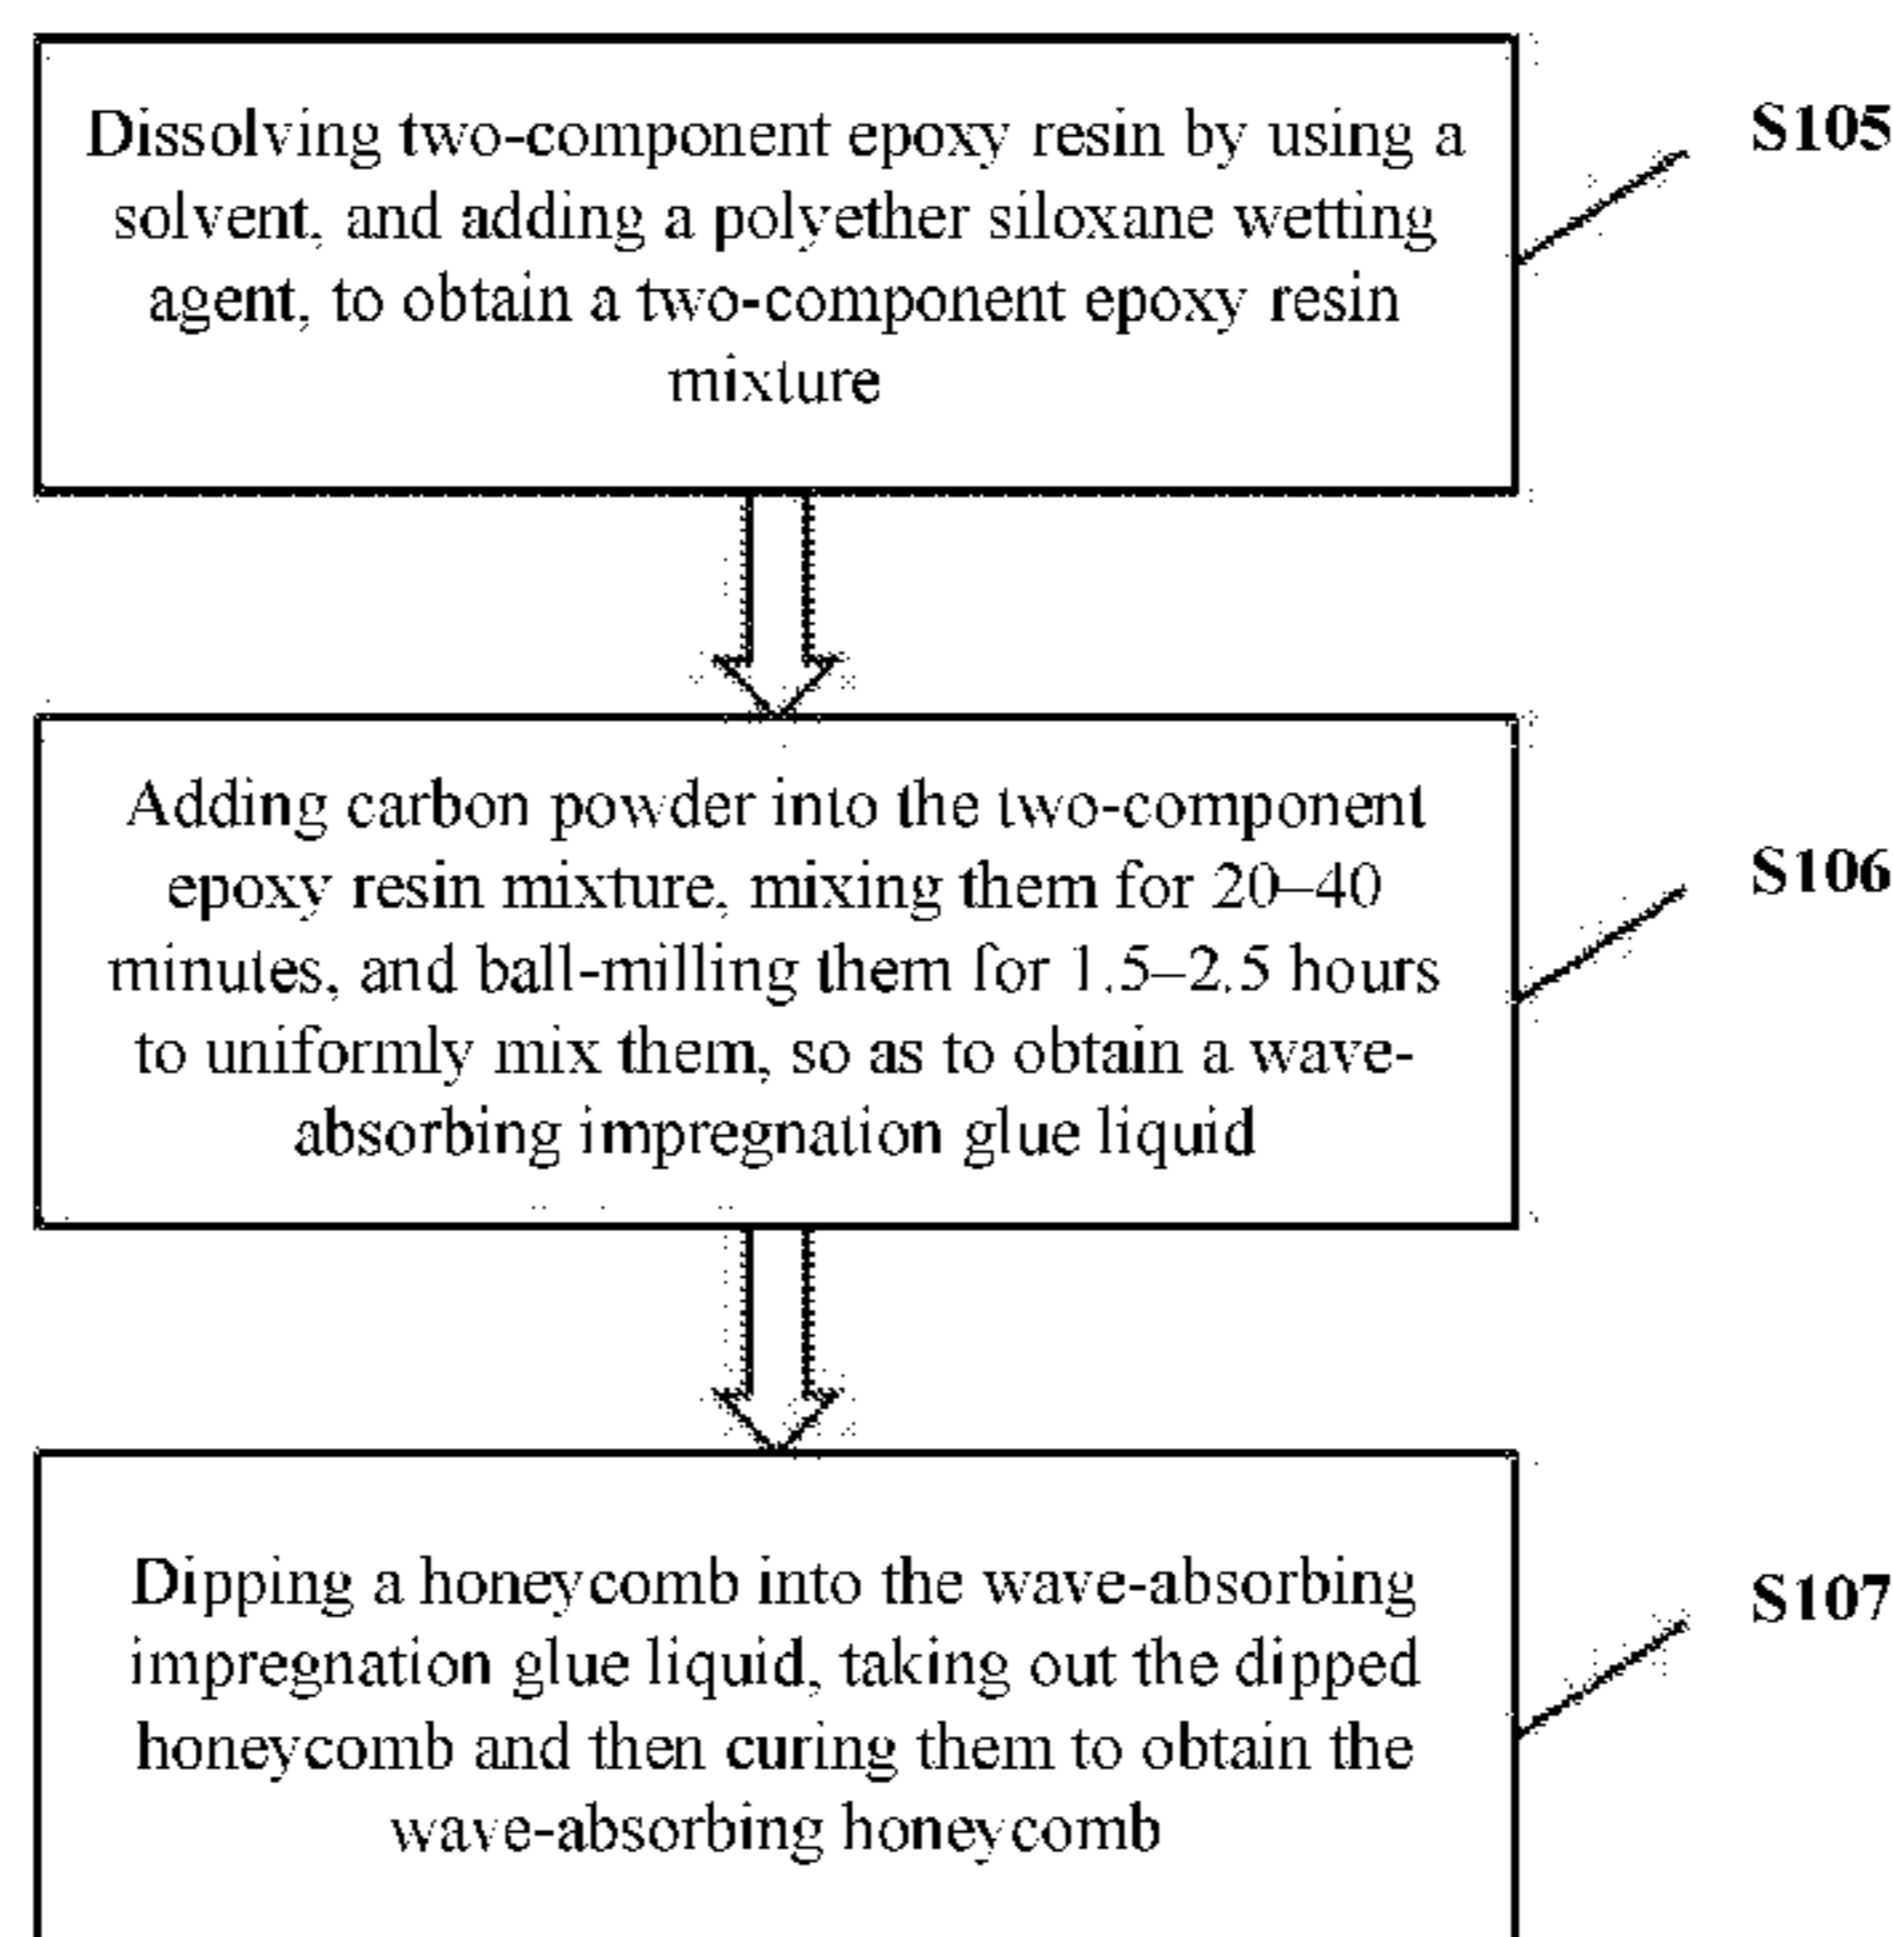 Dissolving two-component epoxy resin by using a
solvent, and adding a polyether siloxane wetting
agent, to obtain a two-component epoxy resin
mixture
S105
Adding carbon powder into the two-component
epoxy resin mixture, mixing them for 20–40
minutes, and ball-milling them for 1.5–2.5 hours
to uniformly mix them, so as to obtain a wave-
absorbing impregnation glue liquid
S106
Dipping a honeycomb into the wave-absorbing
impregnation glue liquid, taking out the dipped
honeycomb and then curing them to obtain the
wave-absorbing honeycomb
S107